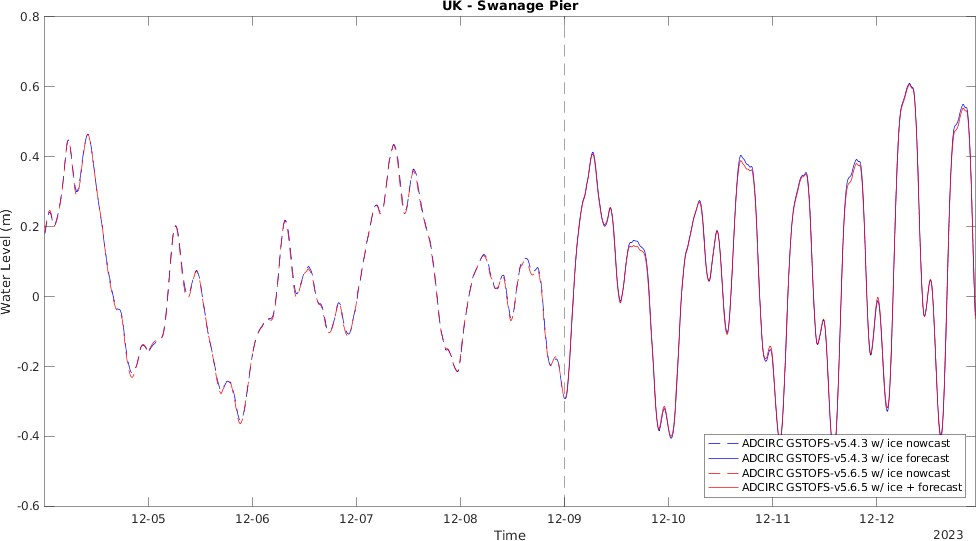 UK - Swanage Pier
0.8
0.6
0.4
0.2
0
-0.2
-0.4
-0.6
Water Level (m)
12-05 12-06 12-07 12-08 12-09 12-10 12-11 12-12
Time
2023
ADCIRC GSTOFS-v5.4.3 w/ ice nowcast
ADCIRC GSTOFS-v5.4.3 w/ ice forecast
ADCIRC GSTOFS-v5.6.5 w/ ice nowcast
ADCIRC GSTOFS-v5.6.5 w/ ice + forecast